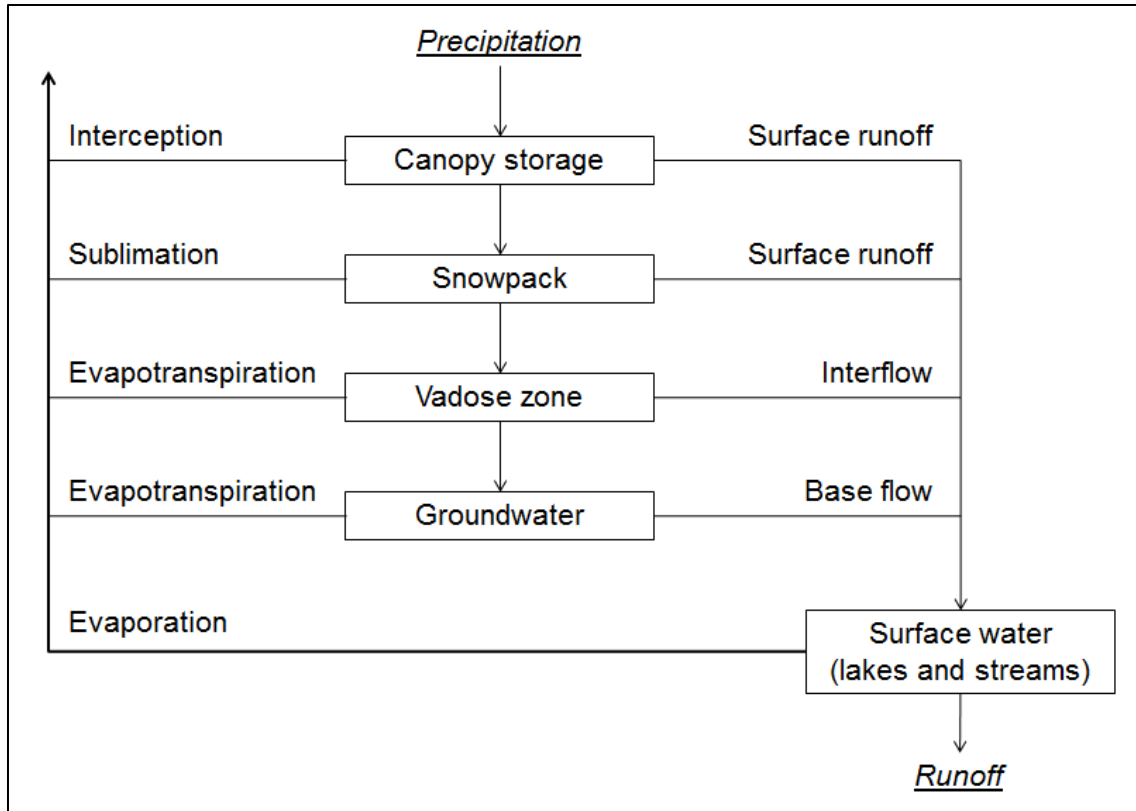 Precipitation
Interception
Canopy storage
Surface runoff
Sublimation
Snowpack
Surface runoff
Evapotranspiration
Vadose zone
Interflow
Evapotranspiration
Groundwater
Base flow
Evaporation
Surface water
(lakes and streams)
Runoff